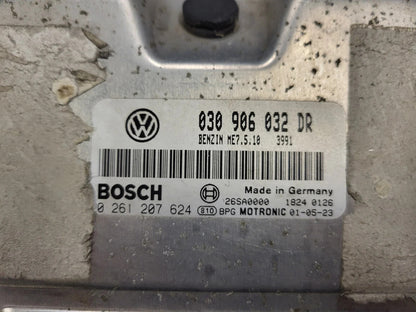 030 906 032 DR
BENZIN ME7.5.10 3991
Made in Germany
BOSCH 26SA0000 1824 0126
0 261 207 624 810 BPG MOTRONIC 01-05-23